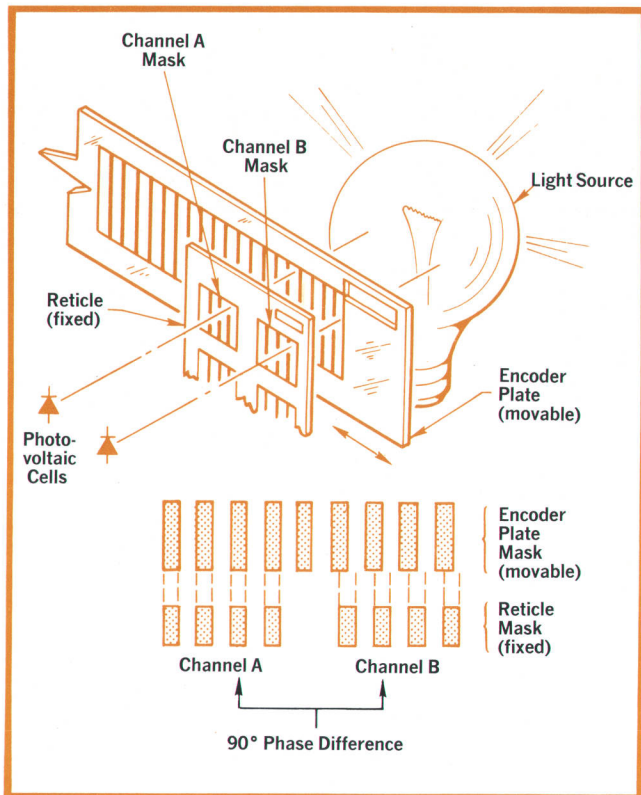 Channel A
Mask
Channel B
Mask
Light Source
Reticle
(fixed)
Encoder
Plate
(movable)
Photo-
voltaic
Cells
Encoder
Plate
Mask
(movable)
Reticle
Mask
(fixed)
Channel A
Channel B
90° Phase Difference